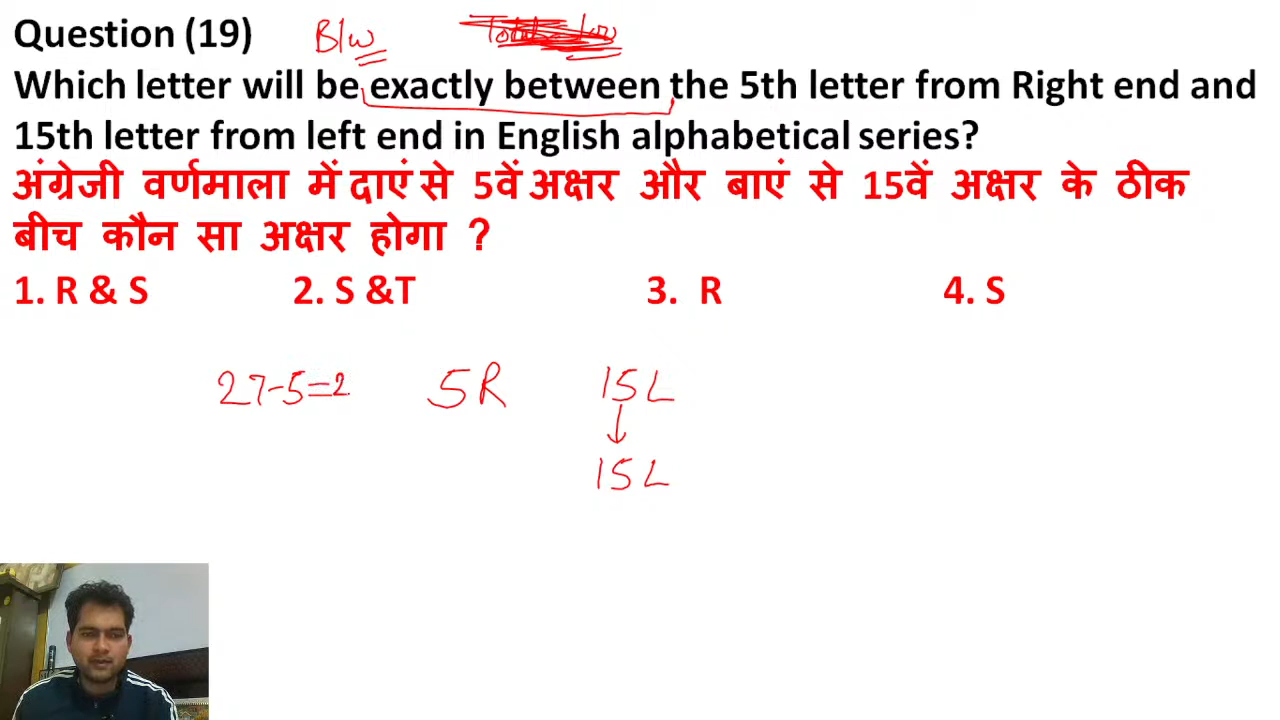 Question (19) B/w
Which letter will be exactly between the 5th letter from Right end and
15th letter from left end in English alphabetical series?
अंग्रेजी वर्णमाला में दाएं से 5वें अक्षर और बाएं से 15वें अक्षर के ठीक
बीच कौन सा अक्षर होगा ?
1. R & S 2. S &T 3. R 4. S
27-5=2 5R 15L
15L